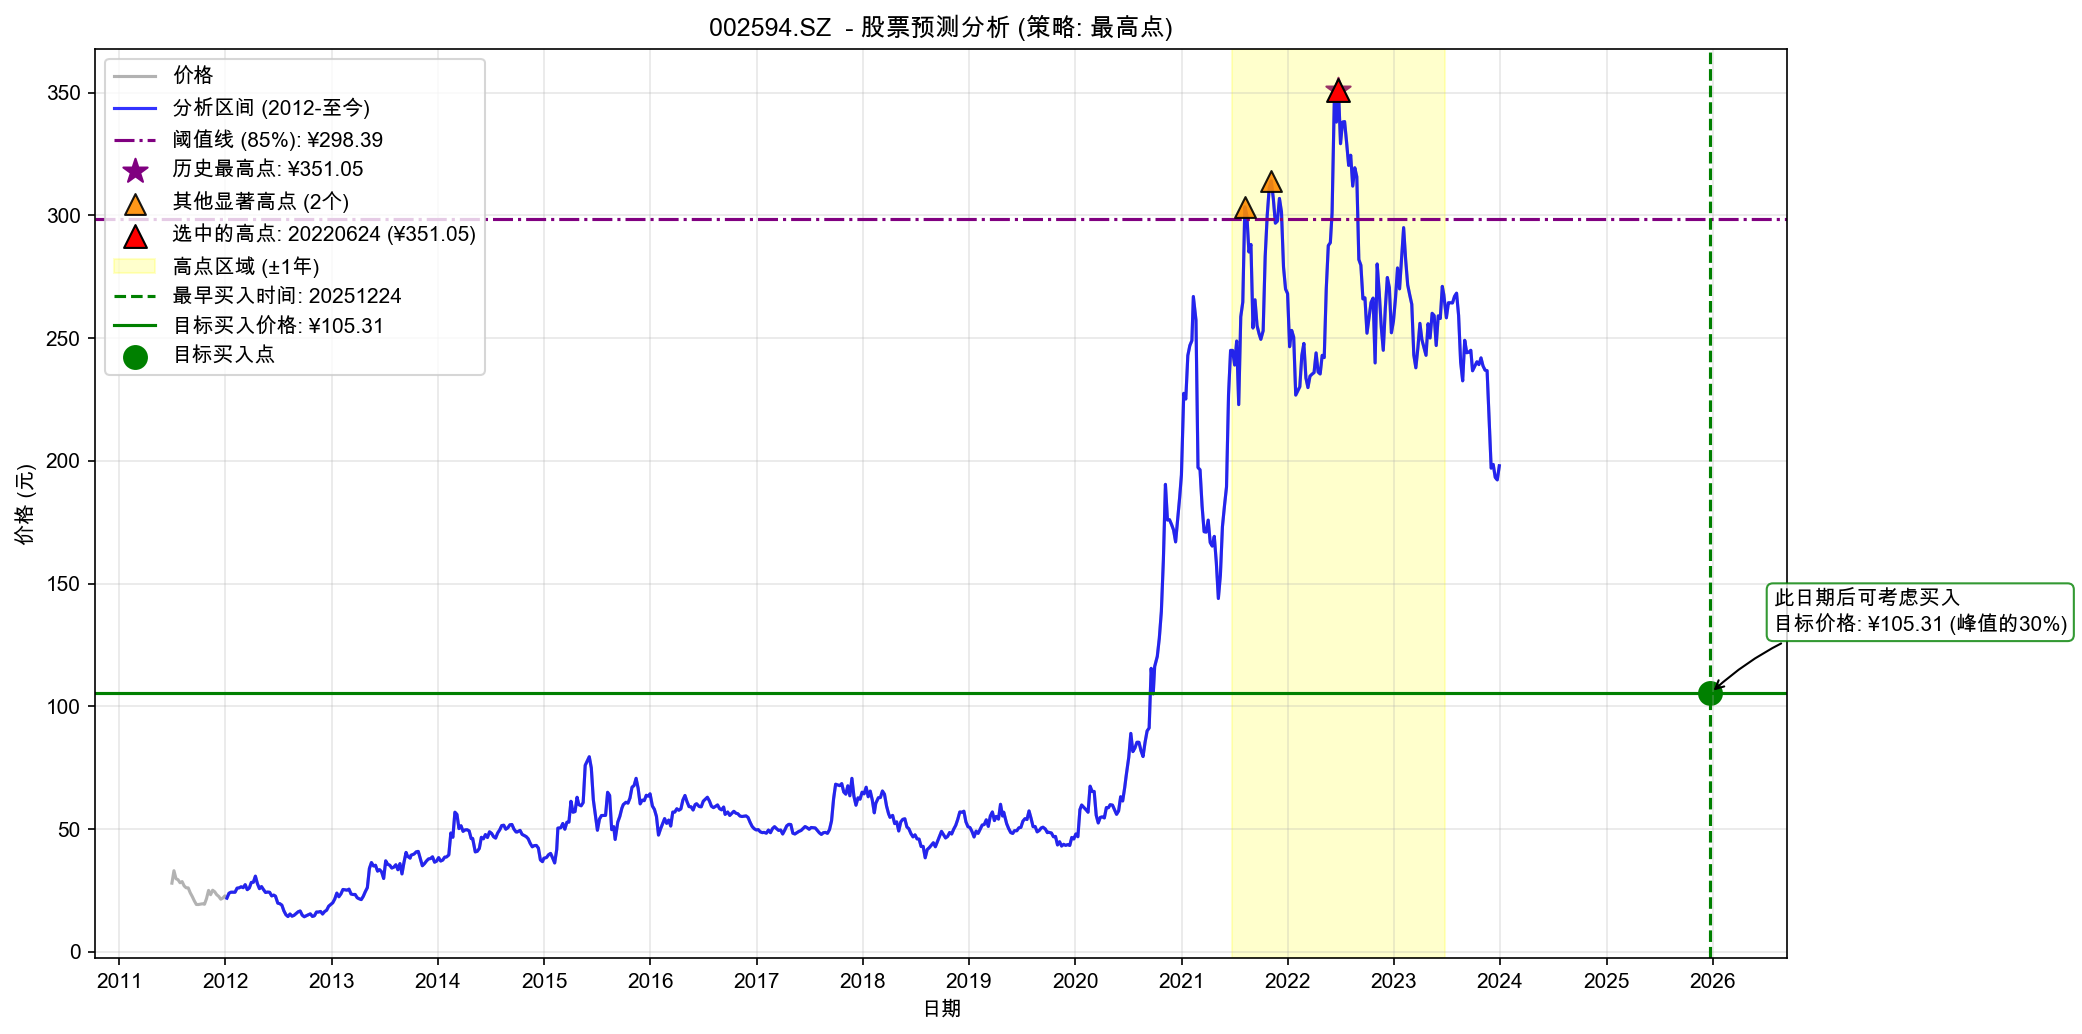 002594.SZ - 股票预测分析 (策略: 最高点)
价格
分析区间 (2012-至今)
阈值线 (85%): ¥298.39
历史最高点: ¥351.05
其他显著高点 (2个)
选中的高点: 20220624 (¥351.05)
高点区域 (±1年)
最早买入时间: 20251224
目标买入价格: ¥105.31
目标买入点
价格 (元)
350
300
250
200
150
100
50
0
此日期后可考虑买入
目标价格: ¥105.31 (峰值的30%)
2011 2012 2013 2014 2015 2016 2017 2018 2019 2020 2021 2022 2023 2024 2025 2026
日期